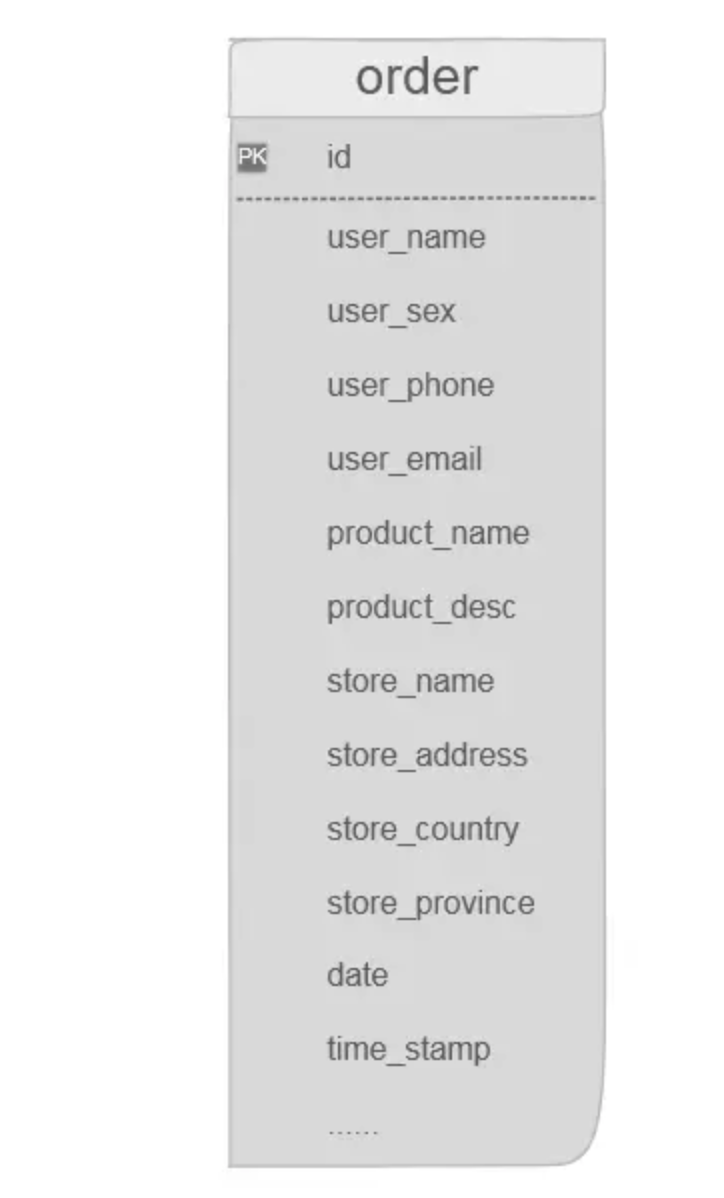 order
PK id
user_name
user_sex
user_phone
user_email
product_name
product_desc
store_name
store_address
store_country
store_province
date
time_stamp
......